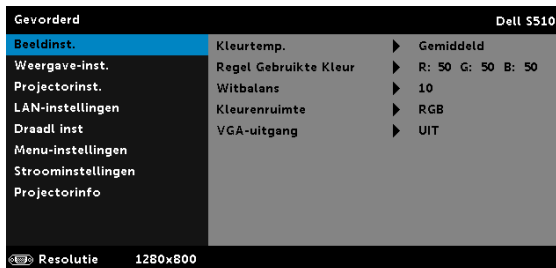 Gevorderd Dell S510
Beeldinst. Kleurtemp. Gemiddeld
Weergave-inst. Regel Gebruikte Kleur R: 50 G: 50 B: 50
Projectorinst. Witbalans 10
LAN-instellingen Kleurenruimte RGB
Draadl inst VGA-uitgang UIT
Menu-instellingen
Stroominstellingen
Projectorinfo
Resolutie 1280x800